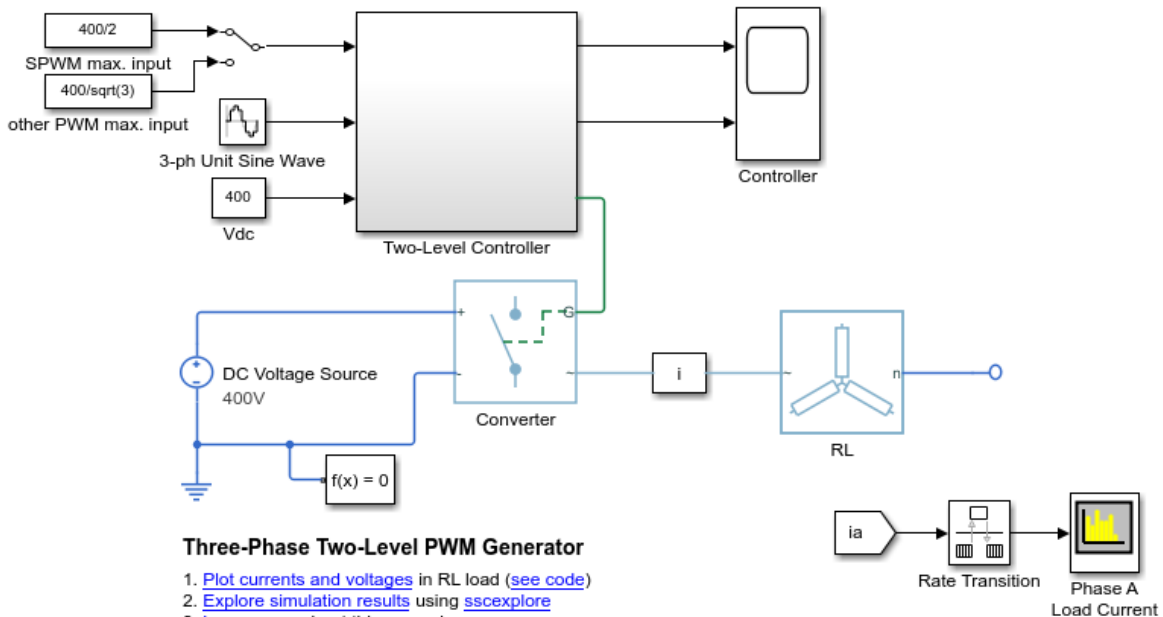 400/2
SPWM max. input
400/sqrt(3)
other PWM max. input
3-ph Unit Sine Wave
400
Vdc
Two-Level Controller
Controller
+
G
-
~
Converter
+
-
DC Voltage Source
400V
i
~
n
RL
f(x) = 0
ia
Rate Transition
Phase A
Load Current
Three-Phase Two-Level PWM Generator
1. Plot currents and voltages in RL load (see code)
2. Explore simulation results using sscexplore